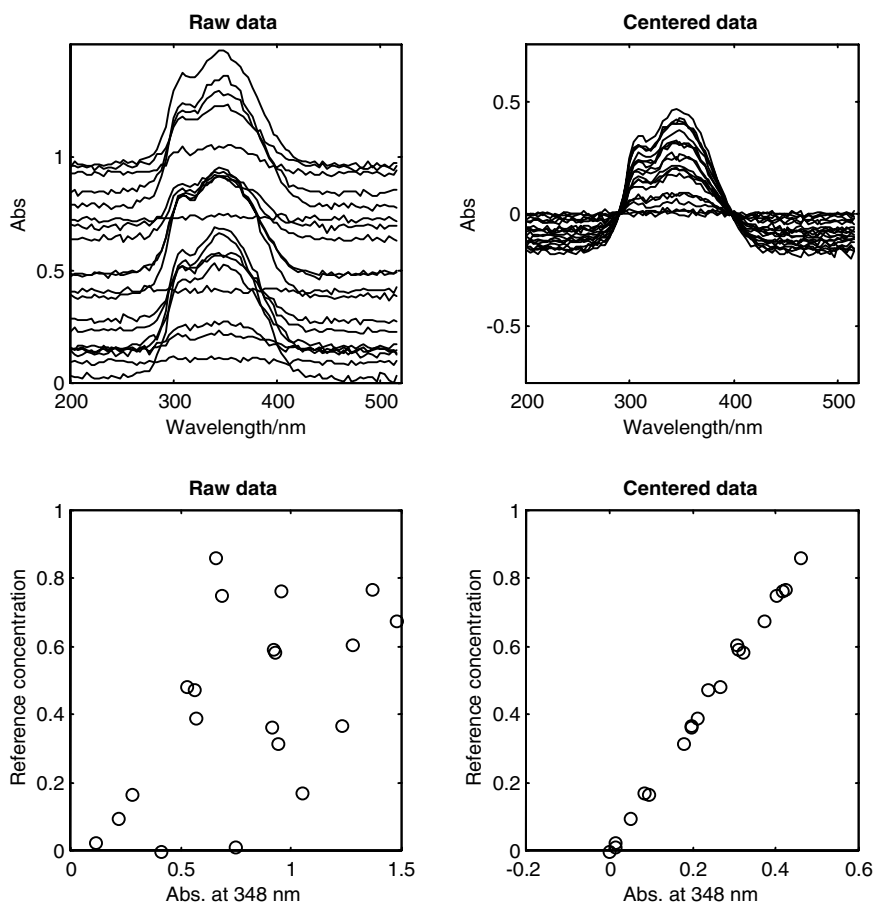 Raw data
Centered data
1
0.5
0
Abs
200
300
400
500
Wavelength/nm
0.5
0
-0.5
Abs
200
300
400
500
Wavelength/nm
Raw data
Centered data
1
0.8
0.6
0.4
0.2
0
Reference concentration
0
0.5
1
1.5
Abs. at 348 nm
1
0.8
0.6
0.4
0.2
0
Reference concentration
-0.2
0
0.2
0.4
0.6
Abs. at 348 nm